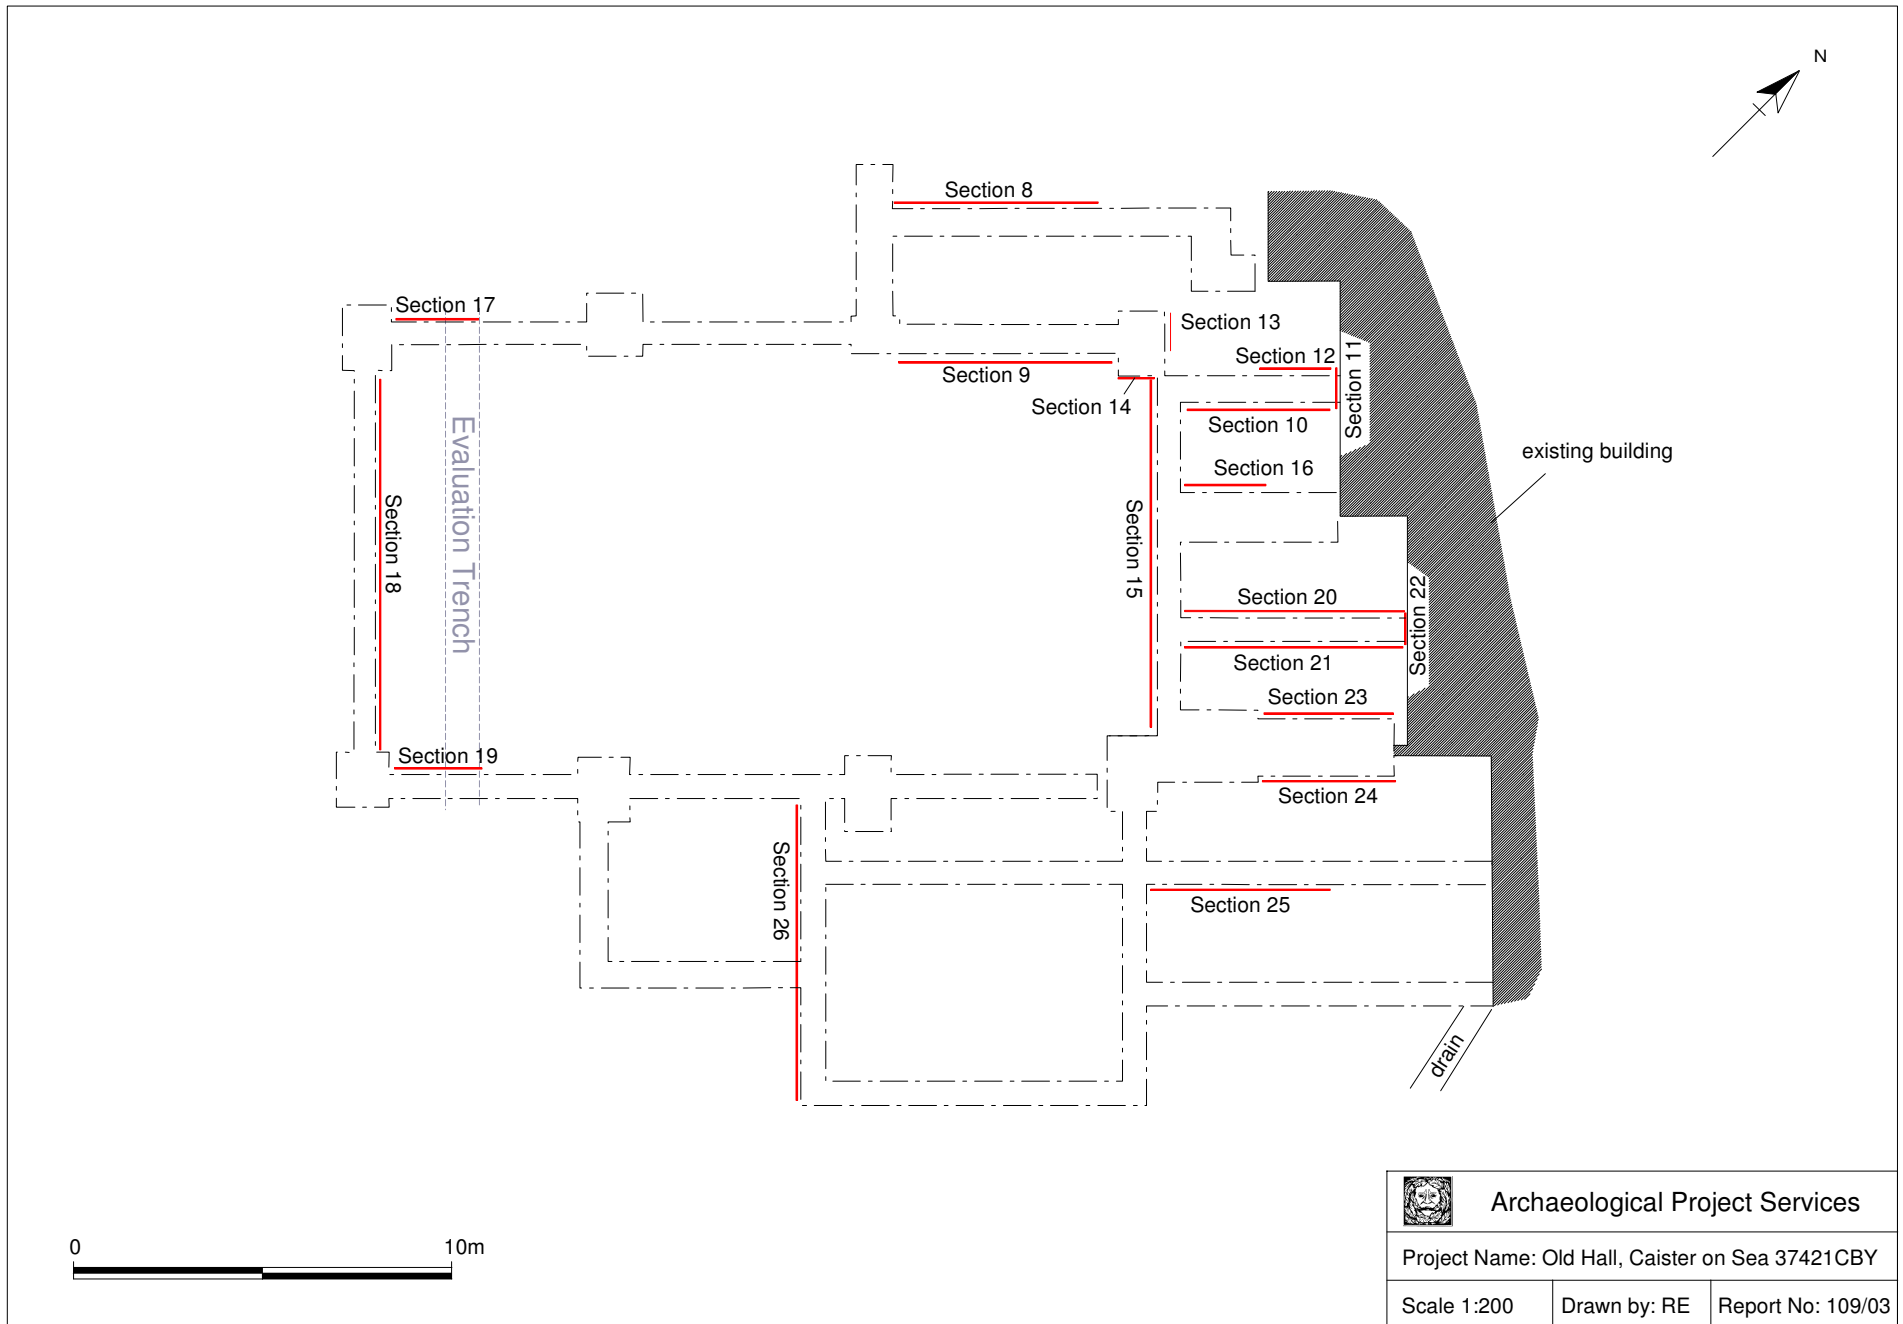 N
Section 8
Section 17
Section 13
Section 12
Section 11
Section 9
Section 14
Section 10
existing building
Section 16
Evaluation Trench
Section 18
Section 15
Section 20
Section 22
Section 21
Section 23
Section 19
Section 24
Section 26
Section 25
drain
0 10m
Archaeological Project Services
Project Name: Old Hall, Caister on Sea 37421CBY
Scale 1:200 Drawn by: RE Report No: 109/03